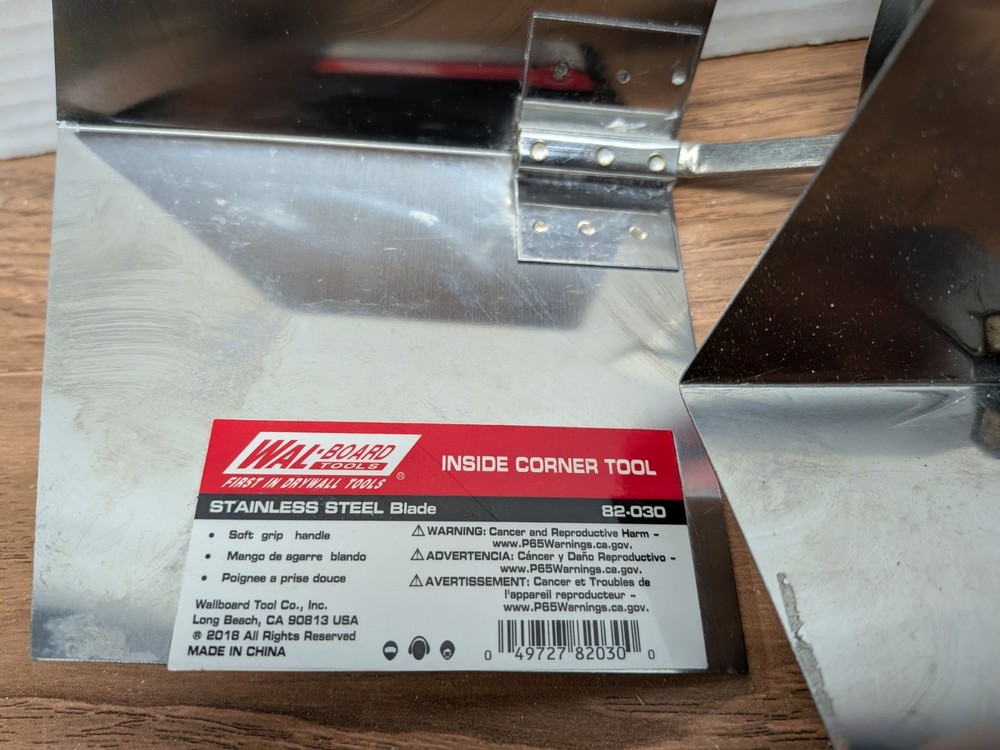 WAL·BOARD
TOOLS
FIRST IN DRYWALL TOOLS ®
INSIDE CORNER TOOL
STAINLESS STEEL Blade 82-030
• Soft grip handle
• Mango de agarre blando
• Poignee a prise douce
Wallboard Tool Co., Inc.
Long Beach, CA 90813 USA
® 2018 All Rights Reserved
MADE IN CHINA
⚠WARNING: Cancer and Reproductive Harm -
www.P65Warnings.ca.gov.
⚠ADVERTENCIA: Cáncer y Daño Reproductivo -
www.P65Warnings.ca.gov.
⚠AVERTISSEMENT: Cancer et Troubles de
l'appareil reproducteur -
www.P65Warnings.ca.gov.
0 49727 82030 0